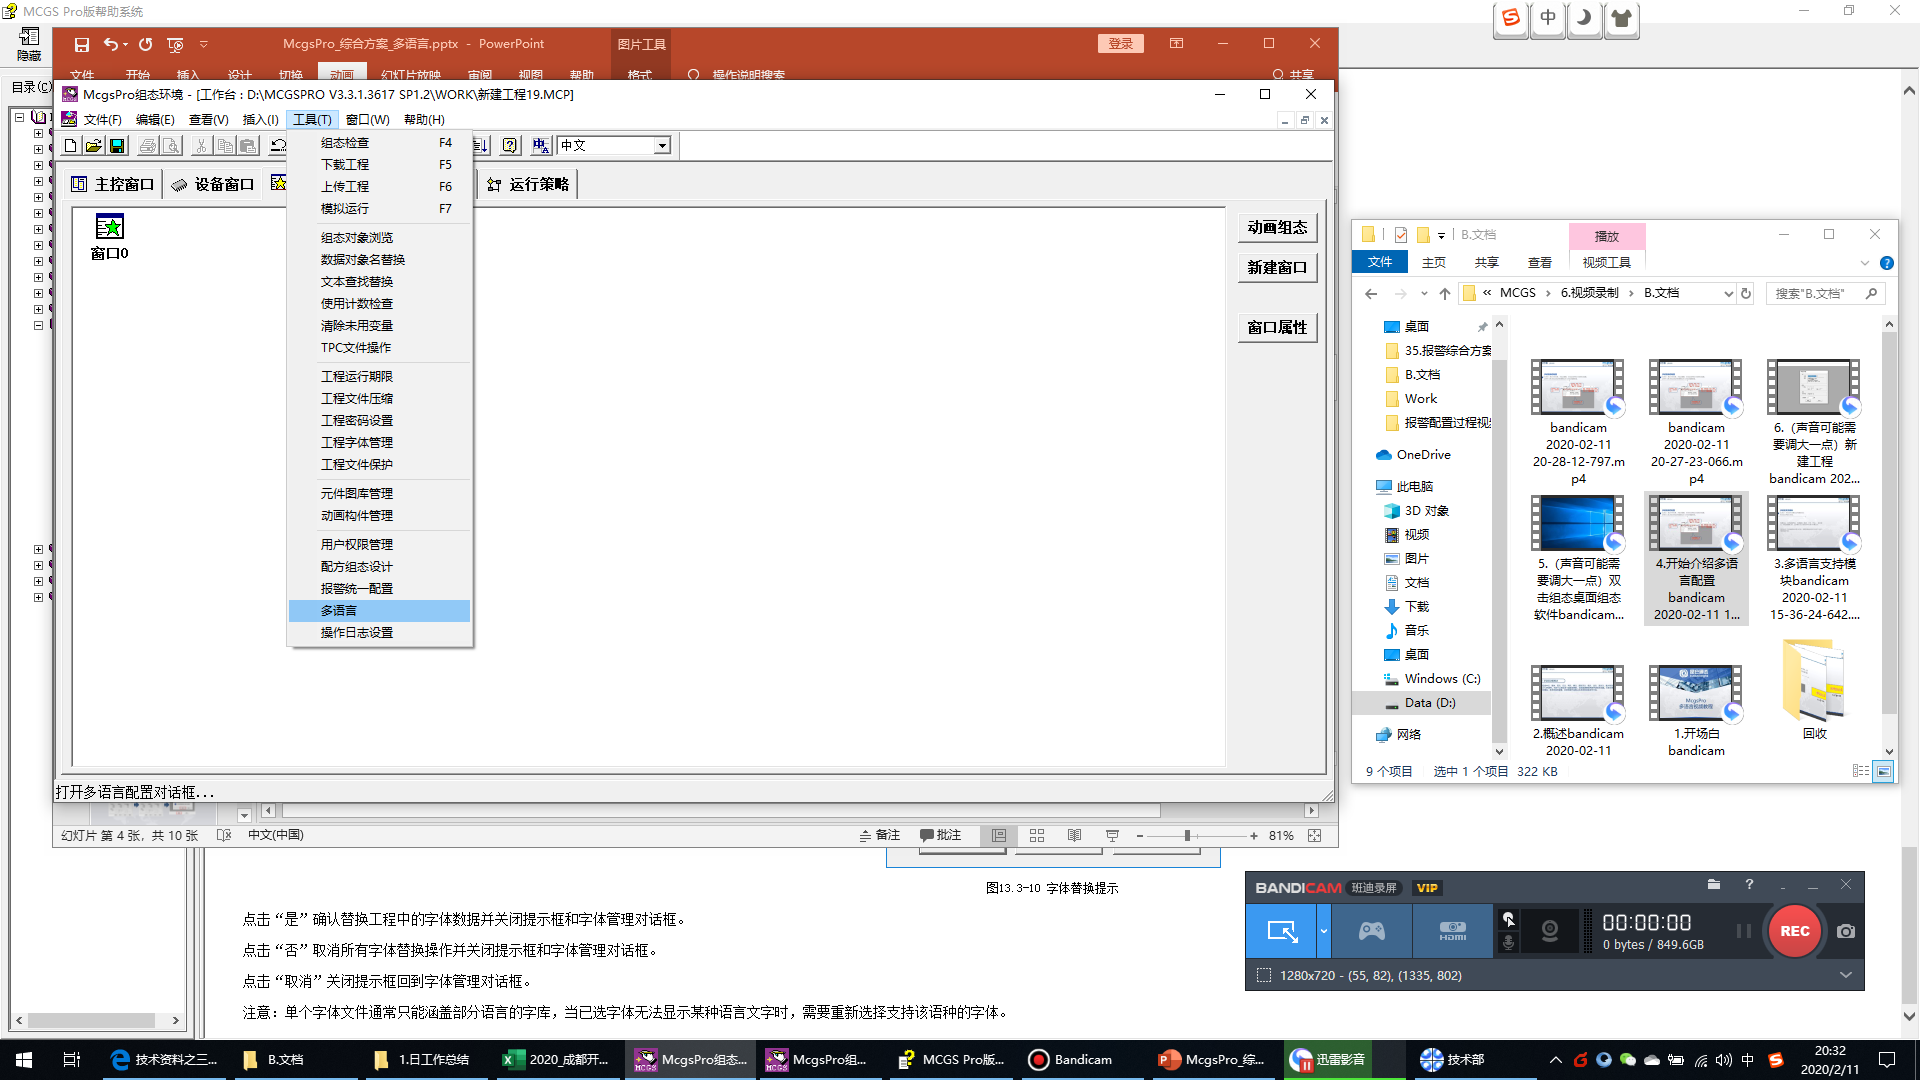 MCGS Pro版帮助系统
隐藏
目录(C)
McgsPro_综合方案_多语言.pptx - PowerPoint
图片工具
登录
文件 开始 插入 设计 切换 动画 幻灯片放映 审阅 视图 帮助 格式 操作说明搜索 共享
McgsPro组态环境 - [工作台 : D:\MCGSPRO V3.3.1.3617 SP1.2\WORK\新建工程19.MCP]
文件(F) 编辑(E) 查看(V) 插入(I) 工具(T) 窗口(W) 帮助(H)
中文
主控窗口 设备窗口 运行策略
窗口0
动画组态
新建窗口
窗口属性
组态检查 F4
下载工程 F5
上传工程 F6
模拟运行 F7
组态对象浏览
数据对象名替换
文本查找替换
使用计数检查
清除未用变量
TPC文件操作
工程运行期限
工程文件压缩
工程密码设置
工程字体管理
工程文件保护
元件图库管理
动画构件管理
用户权限管理
配方组态设计
报警统一配置
多语言
操作日志设置
打开多语言配置对话框...
幻灯片 第 4 张，共 10 张 中文(中国) 备注 批注 81%
图13.3-10 字体替换提示
点击“是”确认替换工程中的字体数据并关闭提示框和字体管理对话框。
点击“否”取消所有字体替换操作并关闭提示框和字体管理对话框。
点击“取消”关闭提示框回到字体管理对话框。
注意：单个字体文件通常只能涵盖部分语言的字库，当已选字体无法显示某种语言文字时，需要重新选择支持该语种的字体。
B.文档
播放
文件 主页 共享 查看 视频工具
« MCGS › 6.视频录制 › B.文档
搜索"B.文档"
桌面
35.报警综合方案
B.文档
Work
报警配置过程视频
OneDrive
此电脑
3D 对象
视频
图片
文档
下载
音乐
桌面
Windows (C:)
Data (D:)
网络
bandicam
2020-02-11
20-28-12-797.m
p4
bandicam
2020-02-11
20-27-23-066.m
p4
6.（声音可能需
要调大一点）新
建工程
bandicam 202...
5.（声音可能需
要调大一点）双
击组态桌面组态
软件bandicam...
4.开始介绍多语
言配置
bandicam
2020-02-11 1...
3.多语言支持模
块bandicam
2020-02-11
15-36-24-642....
McgsPro
多语言视频教程
2.概述bandicam
2020-02-11
1.开场白
bandicam
回收
9 个项目 选中 1 个项目 322 KB
BANDICAM 班迪录屏 VIP
HDMI
00:00:00
0 bytes / 849.6GB
REC
1280x720 - (55, 82), (1335, 802)
技术资料之三...
B.文档
1.日工作总结
2020_成都开...
McgsPro组态...
McgsPro组...
MCGS Pro版...
Bandicam
McgsPro_综...
迅雷影音
技术部
中
20:32
2020/2/11